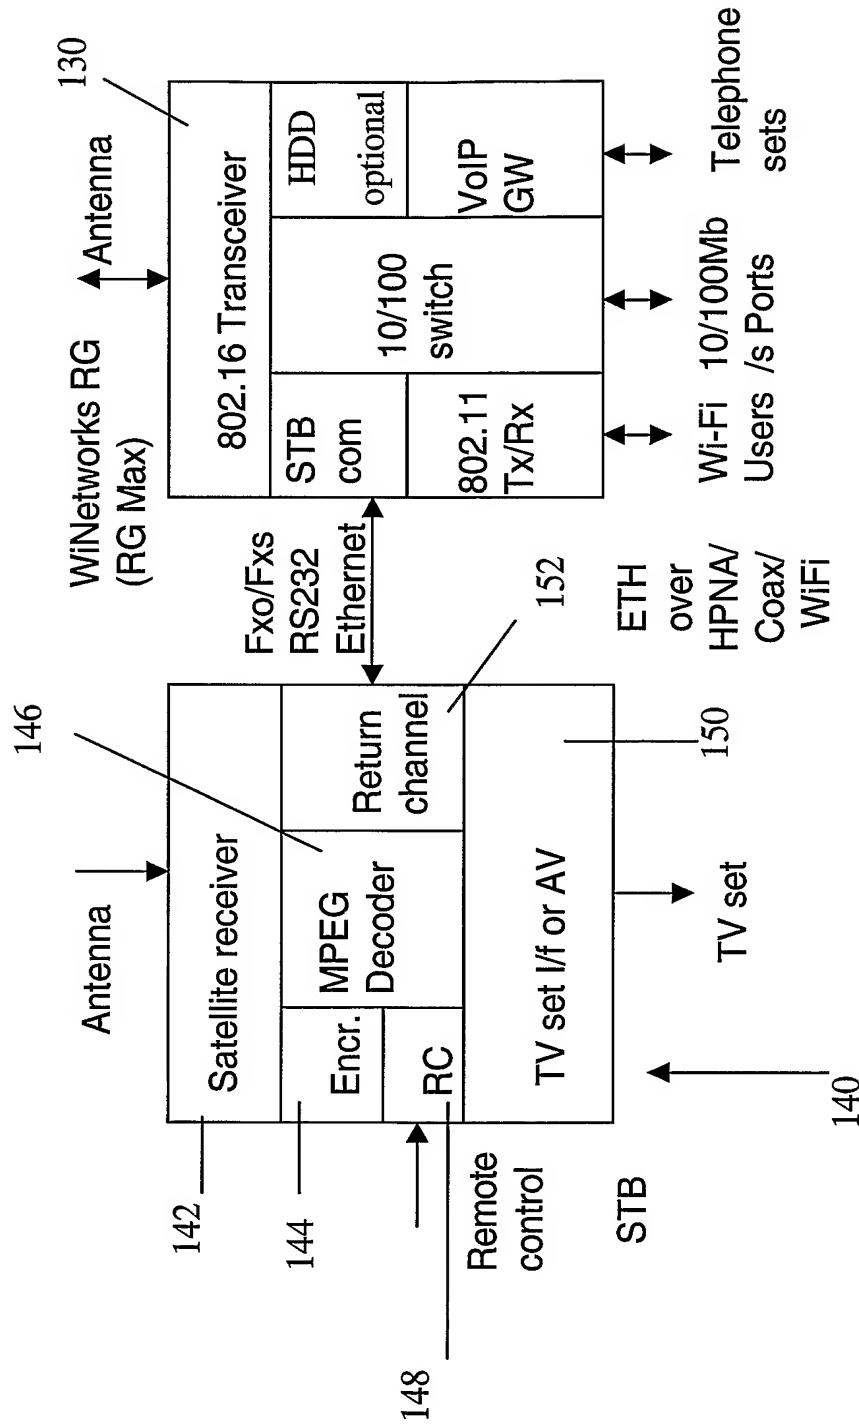 146
Antenna
142
Satellite receiver
144
Encr.
MPEG
Decoder
Return
channel
148
RC
Remote
control
TV set I/f or AV
STB
140
TV set
150
152
Fxo/Fxs
RS232
Ethernet
ETH
over
HPNA/
Coax/
WiFi
WiNetworks RG
(RG Max)
Antenna
130
802.16 Transceiver
STB
com
10/100
switch
HDD
optional
802.11
Tx/Rx
VoIP
GW
Wi-Fi
Users
10/100Mb
/s Ports
Telephone
sets